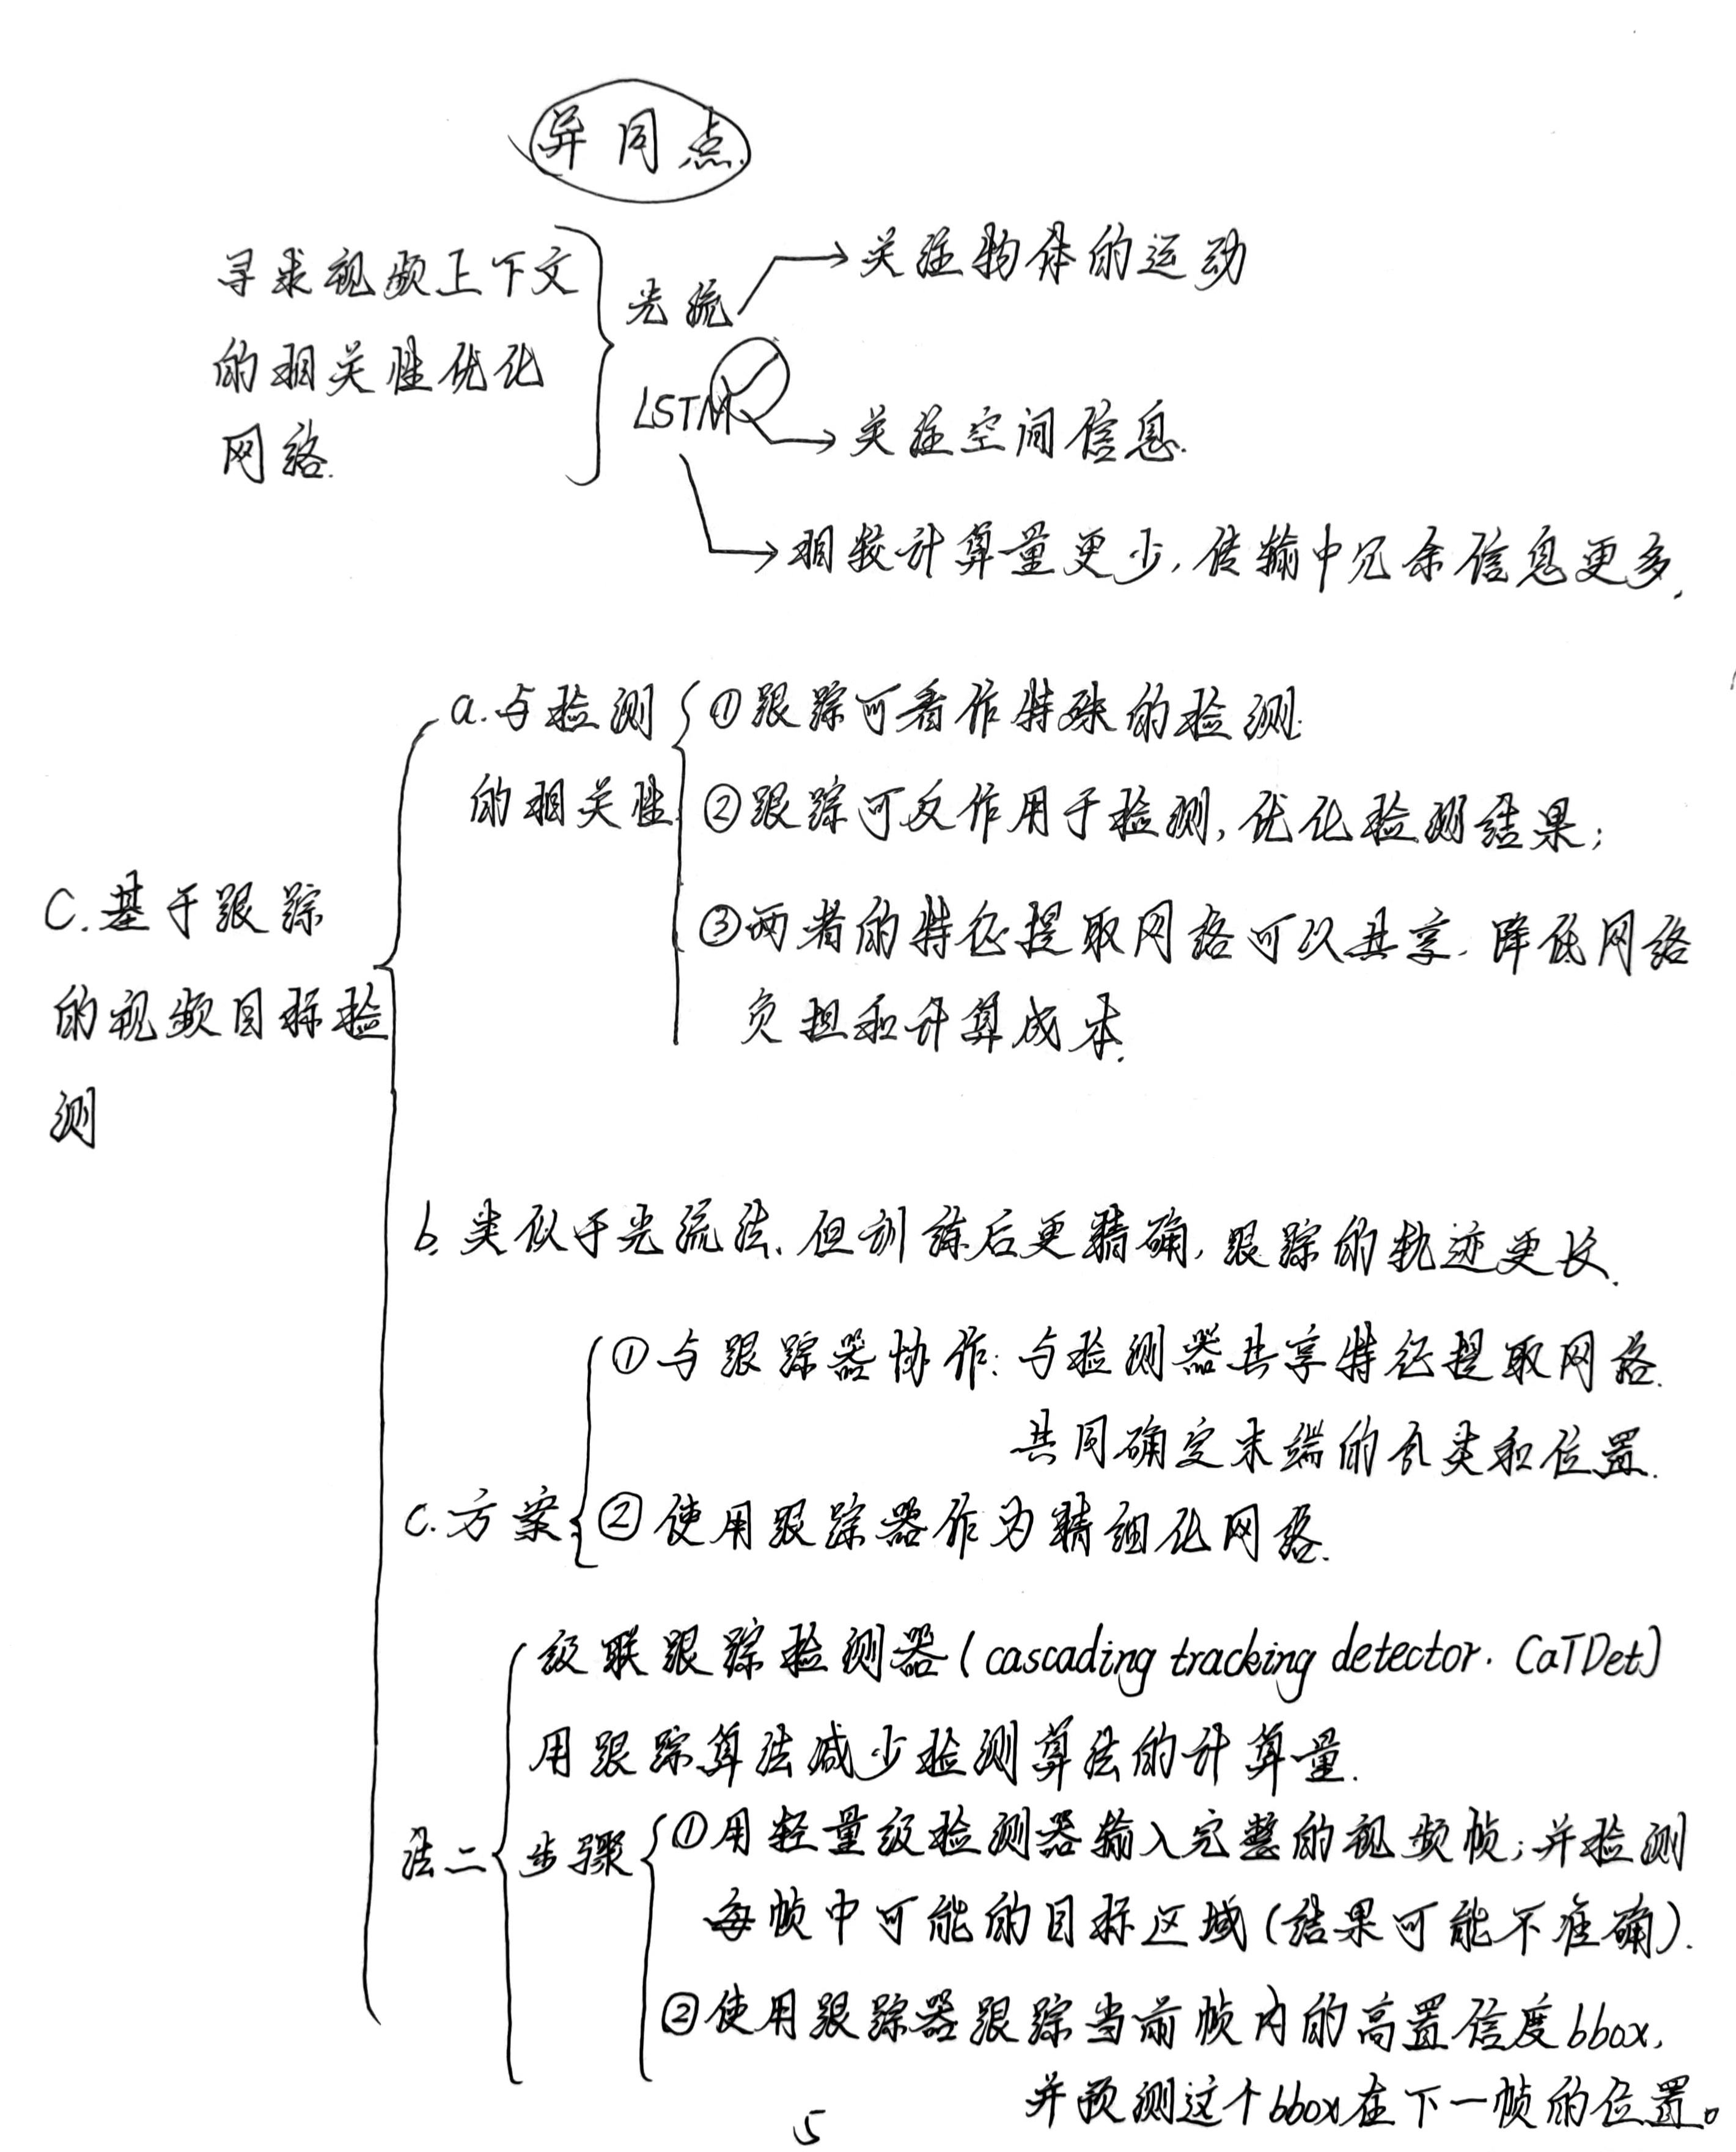 异同点
寻求视频上下文
的相关性优化
网络.
光流
关注物体的运动
LSTM
关注空间信息.
相较计算量更少,传输中冗余信息更多.
C.基于跟踪
的视频目标检
测
a.与检测
的相关性
①跟踪可看作特殊的检测.
②跟踪可反作用于检测,优化检测结果;
③两者的特征提取网络可以共享.降低网络
负担和计算成本.
b.类似于光流法.但训练后更精确,跟踪的轨迹更长.
c.方案
①与跟踪器协作:与检测器共享特征提取网络.
共同确定末端的分类和位置.
②使用跟踪器作为精细化网络.
法二
级联跟踪检测器(cascading tracking detector. CaTDet)
用跟踪算法减少检测算法的计算量.
步骤
①用轻量级检测器输入完整的视频帧;并检测
每帧中可能的目标区域(结果可能不准确).
②使用跟踪器跟踪当前帧内的高置信度bbox,
并预测这个bbox在下一帧的位置。
5